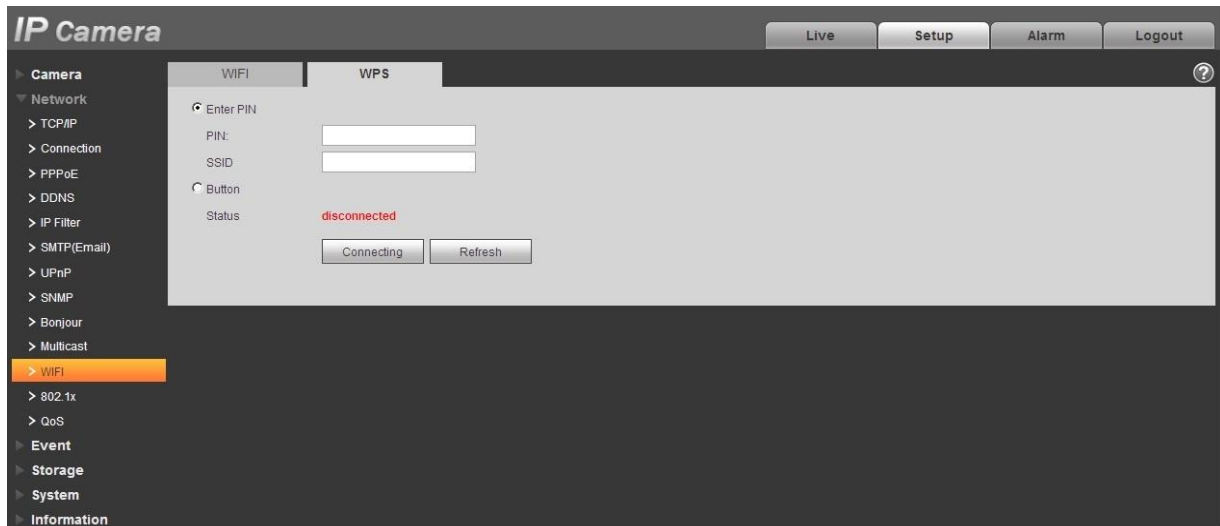 IP Camera
Live Setup Alarm Logout
Camera
Network
> TCP/IP
> Connection
> PPPoE
> DDNS
> IP Filter
> SMTP(Email)
> UPnP
> SNMP
> Bonjour
> Multicast
> WIFI
> 802.1x
> QoS
Event
Storage
System
Information
WIFI WPS
?
Enter PIN
PIN:
SSID
Button
Status disconnected
Connecting Refresh